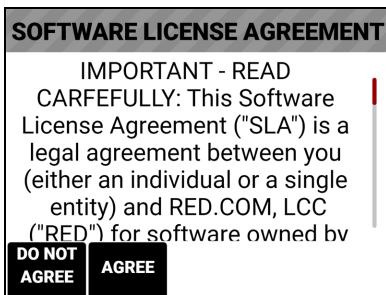 SOFTWARE LICENSE AGREEMENT
IMPORTANT - READ
CARFEFULLY: This Software
License Agreement ("SLA") is a
legal agreement between you
(either an individual or a single
entity) and RED.COM, LCC
("RED") for software owned by
DO NOT
AGREE
AGREE